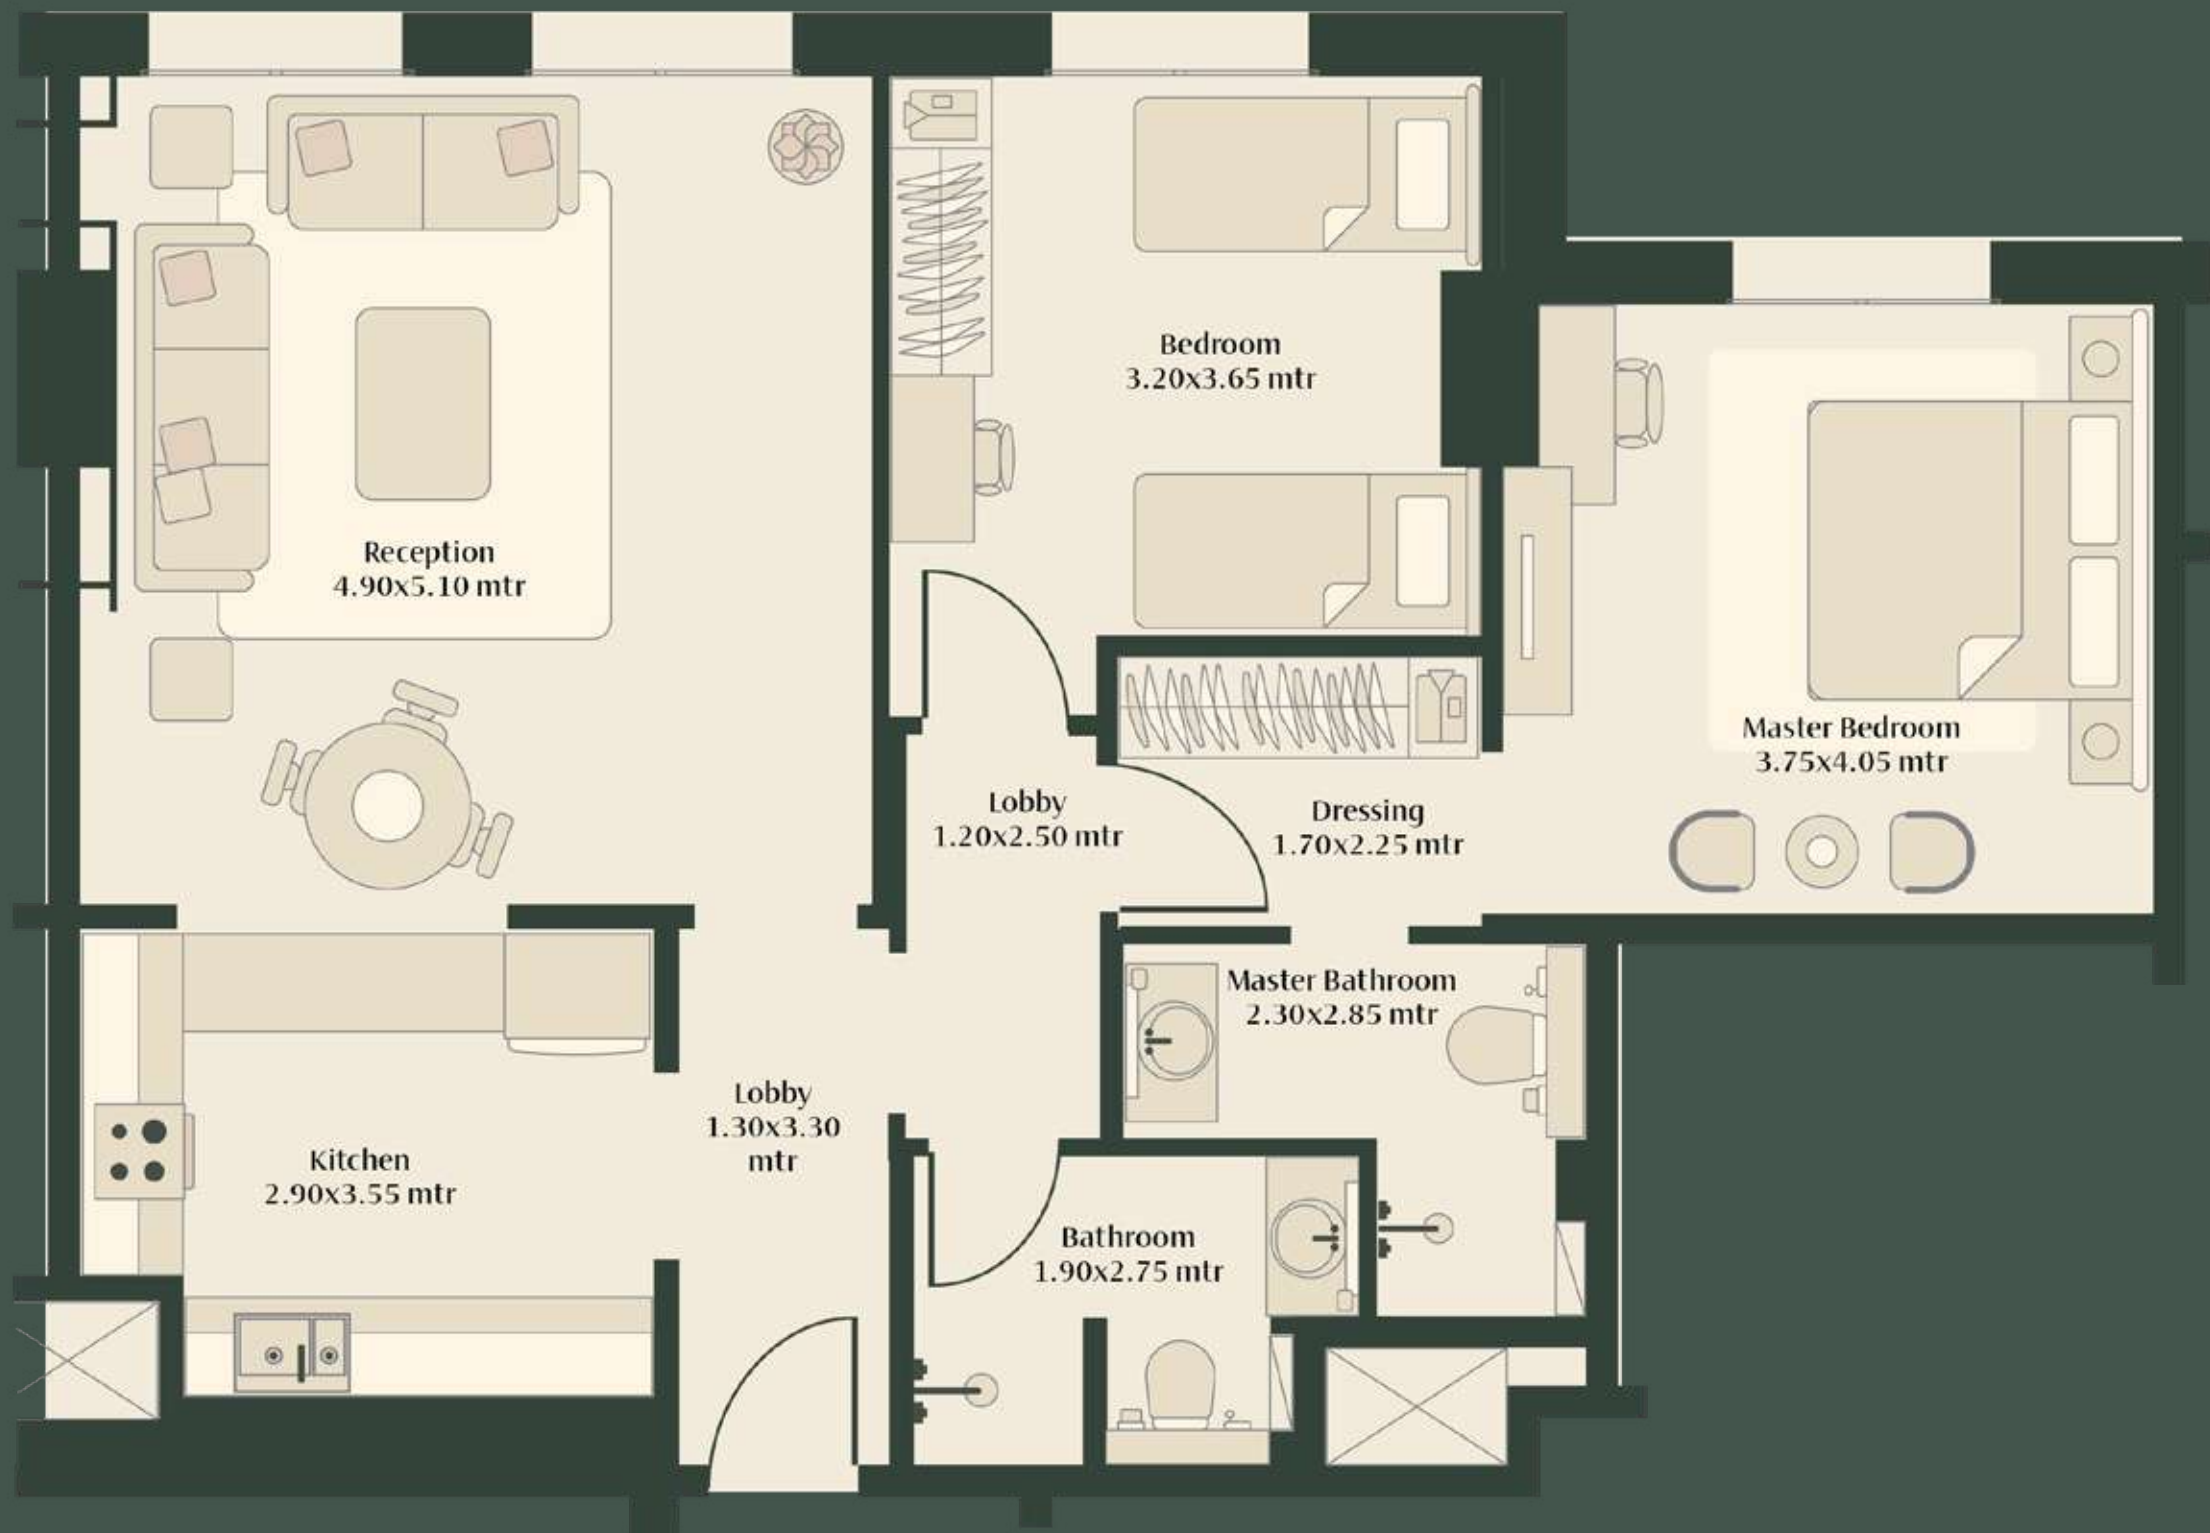 Bedroom
3.20x3.65 mtr
Reception
4.90x5.10 mtr
Master Bedroom
3.75x4.05 mtr
Lobby
1.20x2.50 mtr
Dressing
1.70x2.25 mtr
Master Bathroom
2.30x2.85 mtr
Lobby
1.30x3.30
mtr
Kitchen
2.90x3.55 mtr
Bathroom
1.90x2.75 mtr